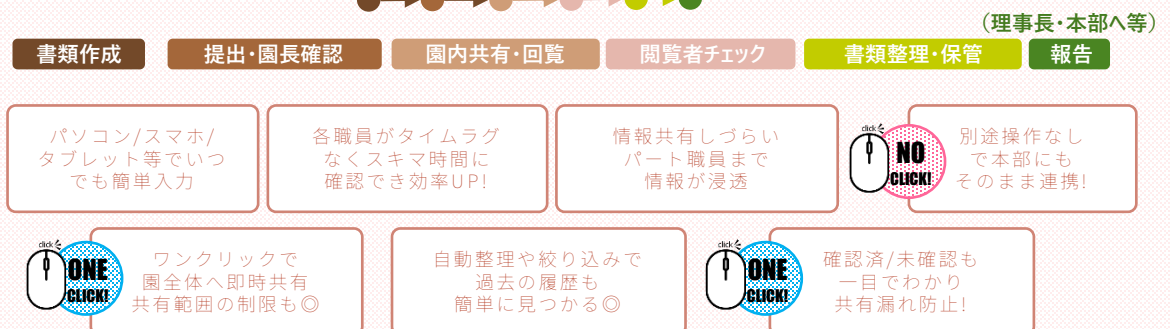 （理事長・本部へ等）
書類作成
提出・園長確認
園内共有・回覧
閲覧者チェック
書類整理・保管
報告
パソコン/スマホ/
タブレット等でいつ
でも簡単入力
各職員がタイムラグ
なくスキマ時間に
確認でき効率UP!
情報共有しづらい
パート職員まで
情報が浸透
click
NO
CLICK!
別途操作なし
で本部にも
そのまま連携!
click
ONE
CLICK!
ワンクリックで
園全体へ即時共有
共有範囲の制限も◎
自動整理や絞り込みで
過去の履歴も
簡単に見つかる◎
click
ONE
CLICK!
確認済/未確認も
一目でわかり
共有漏れ防止!